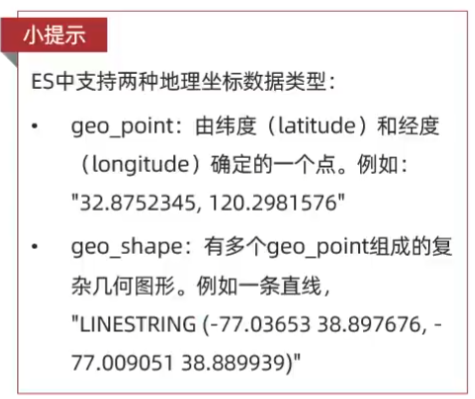 小提示
ES中支持两种地理坐标数据类型：
• geo_point：由纬度（latitude）和经度
（longitude）确定的一个点。例如：
"32.8752345, 120.2981576"
• geo_shape：有多个geo_point组成的复
杂几何图形。例如一条直线，
"LINESTRING (-77.03653 38.897676, -
77.009051 38.889939)"